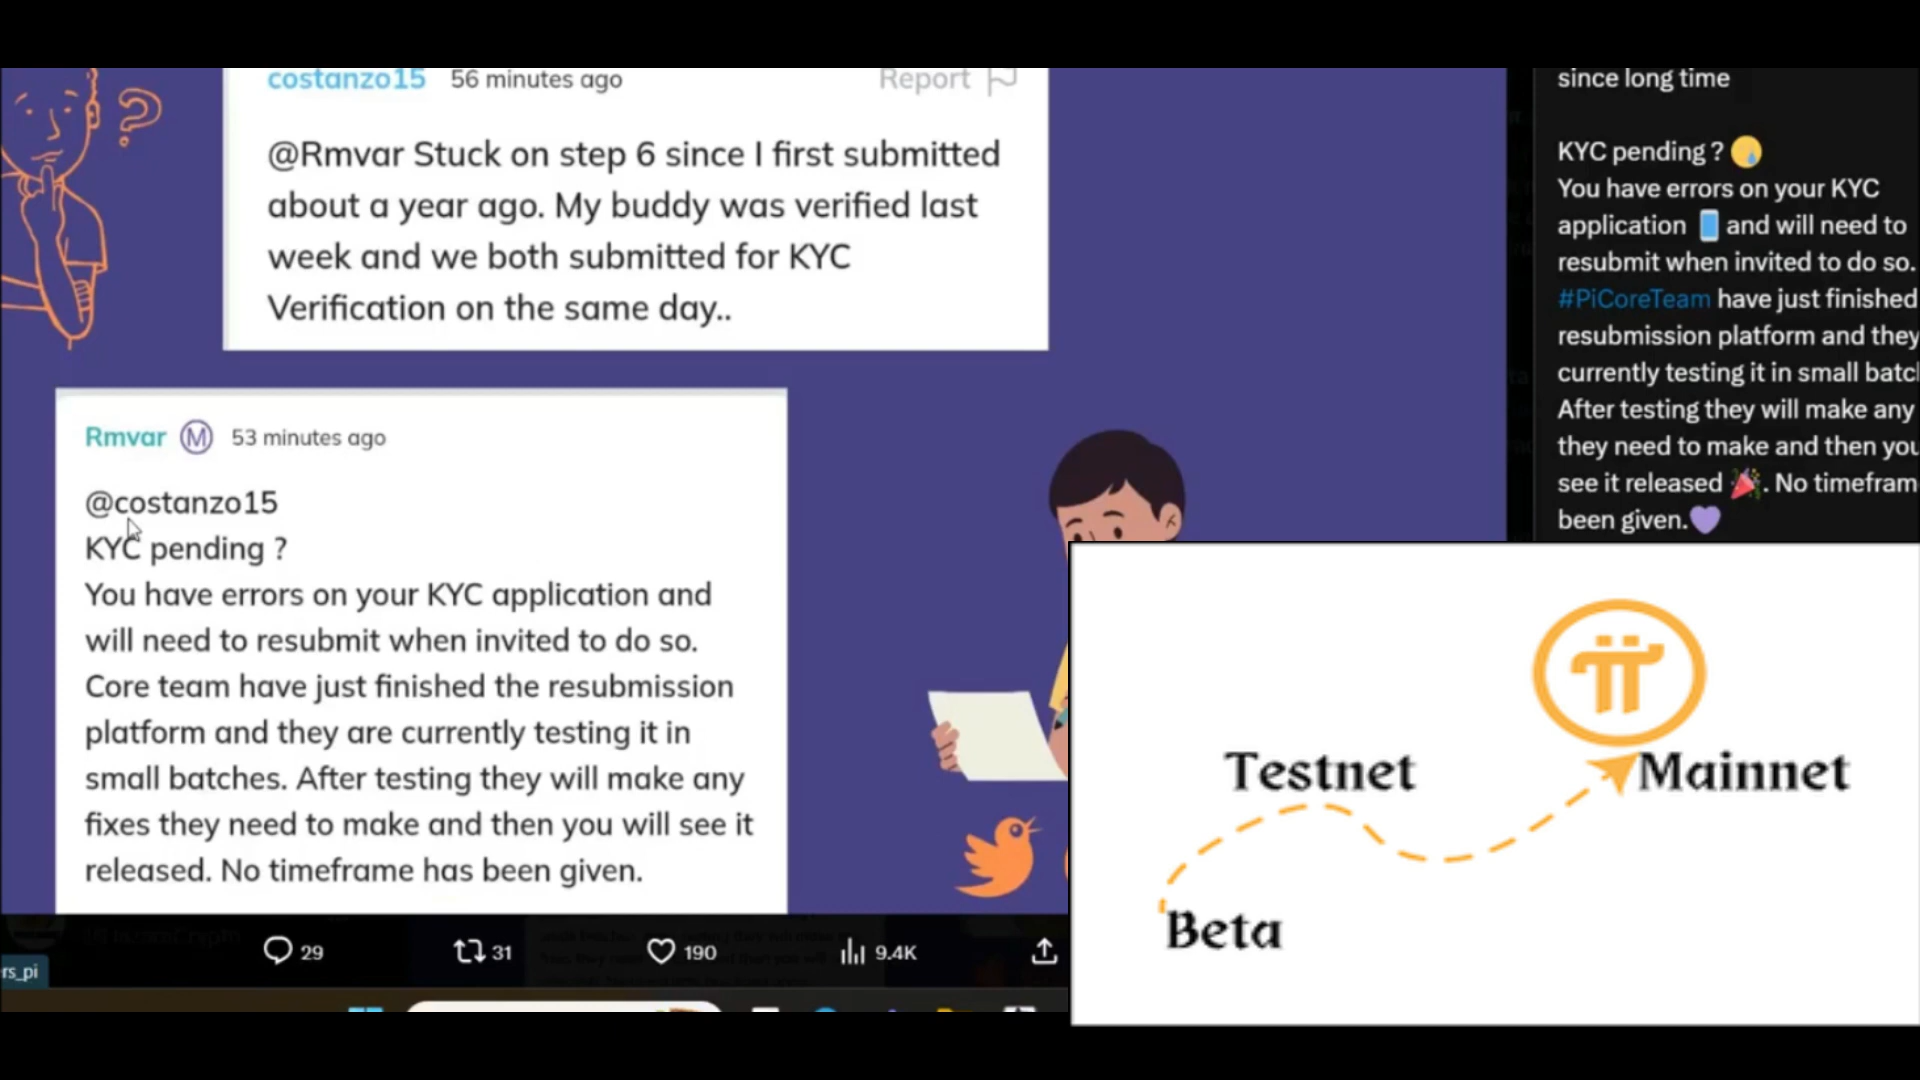 costanzo15 56 minutes ago Report
@Rmvar Stuck on step 6 since I first submitted
about a year ago. My buddy was verified last
week and we both submitted for KYC
Verification on the same day..
Rmvar M 53 minutes ago
@costanzo15
KYC pending ?
You have errors on your KYC application and
will need to resubmit when invited to do so.
Core team have just finished the resubmission
platform and they are currently testing it in
small batches. After testing they will make any
fixes they need to make and then you will see it
released. No timeframe has been given.
29 31 190 9.4K
rs_pi
since long time
KYC pending ? 
You have errors on your KYC
application and will need to
resubmit when invited to do so.
#PiCoreTeam have just finished
resubmission platform and they
currently testing it in small batcl
After testing they will make any
they need to make and then you
see it released . No timefram
been given.
Testnet
Mainnet
Beta